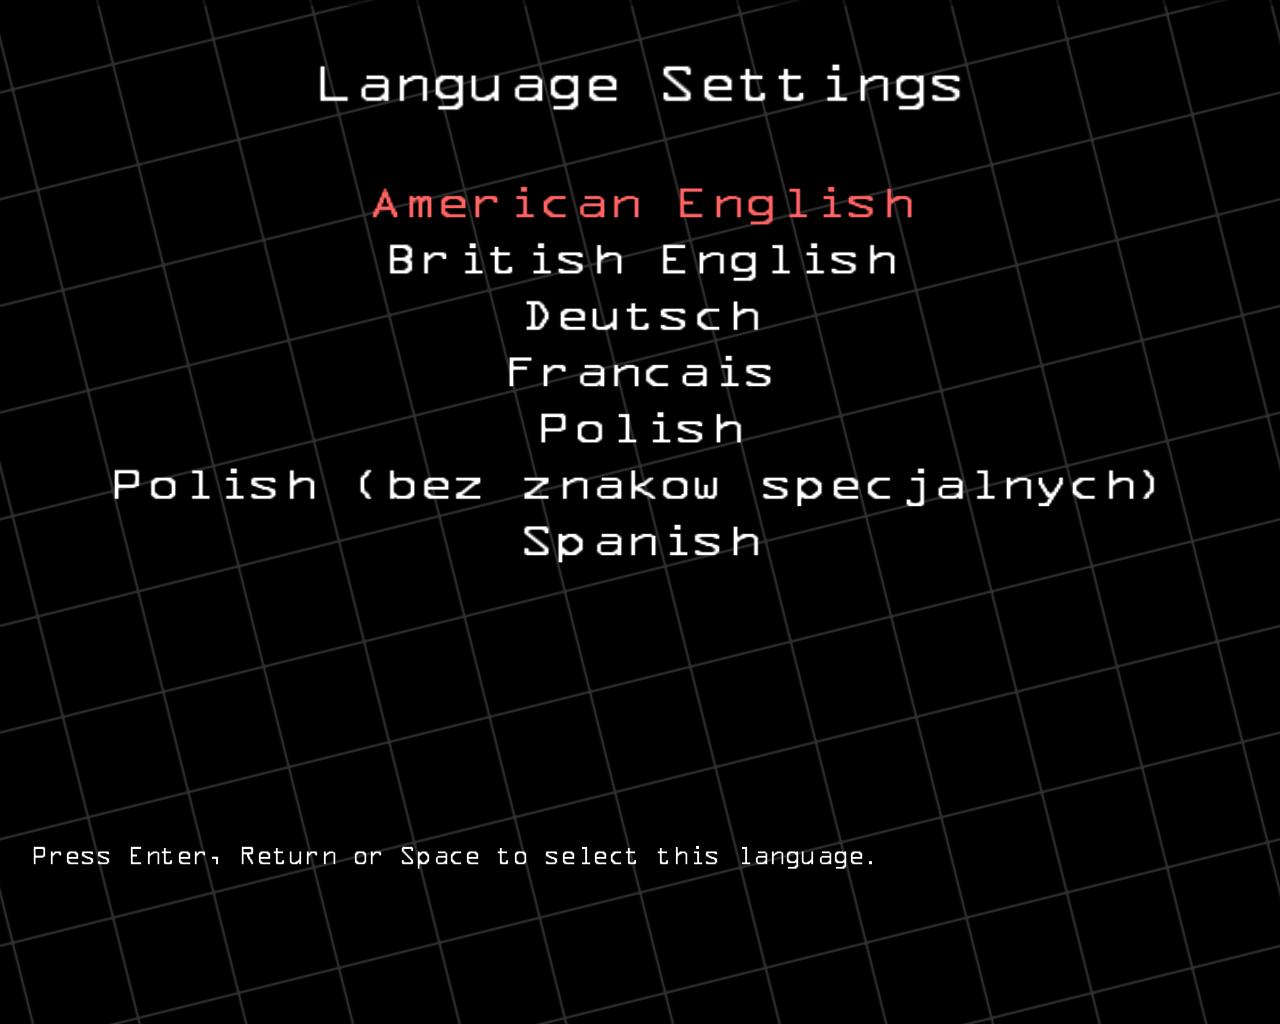 Language Settings
American English
British English
Deutsch
Francais
Polish
Polish (bez znakow specjalnych)
Spanish
Press Enter, Return or Space to select this language.